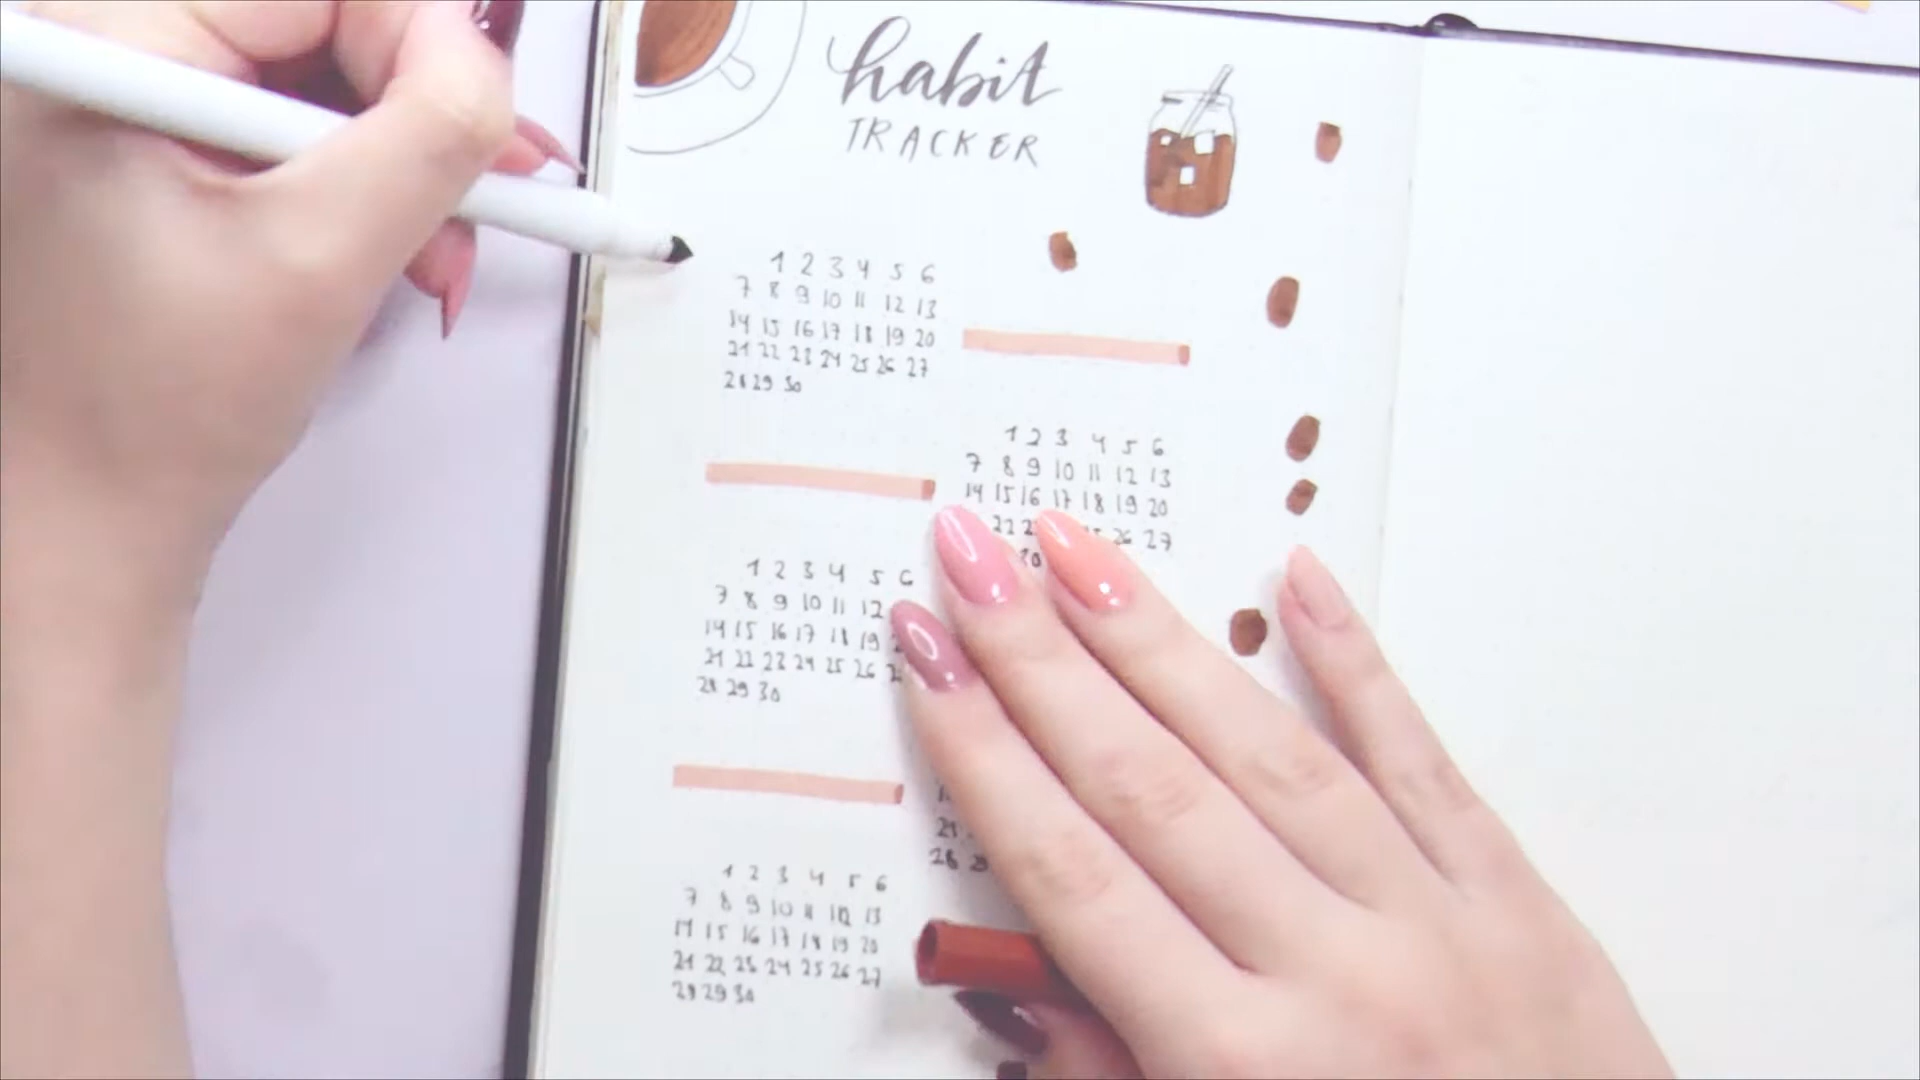 habit
TRACKER
1 2 3 4 5 6
7 8 9 10 11 12 13
14 15 16 17 18 19 20
21 22 23 24 25 26 27
28 29 30
1 2 3 4 5 6
7 8 9 10 11 12 13
14 15 16 17 18 19 20
22 26 27
30
1 2 3 4 5 6
7 8 9 10 11 12
14 15 16 17 18 19
21 22 23 24 25 26
28 29 30
28
1 2 3 4 5 6
7 8 9 10 11 12 13
14 15 16 17 18 19 20
21 22 23 24 25 26 27
28 29 30